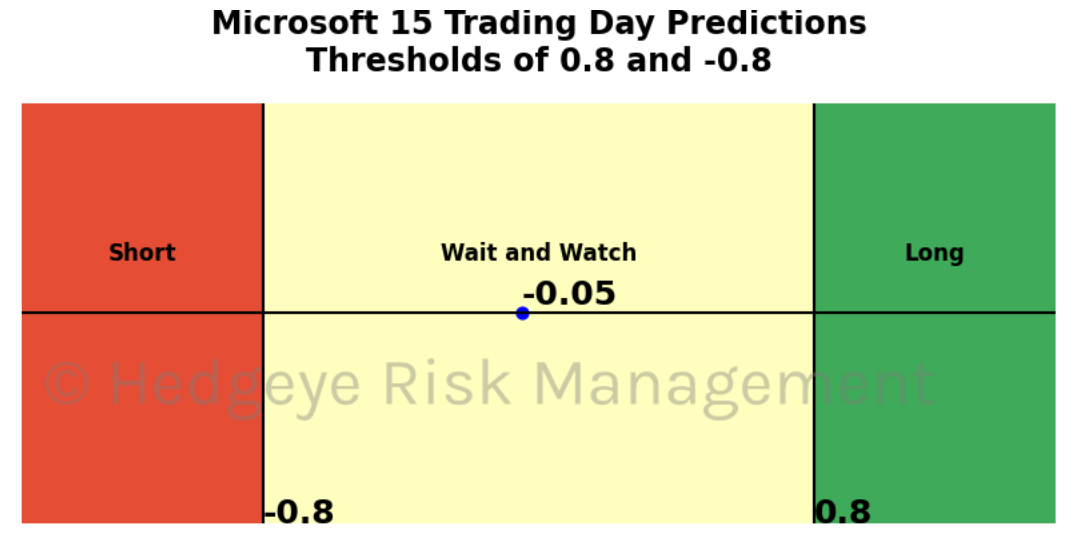 Microsoft 15 Trading Day Predictions
Thresholds of 0.8 and -0.8
Short
Wait and Watch
Long
-0.05
© Hedgeye Risk Management
-0.8
0.8